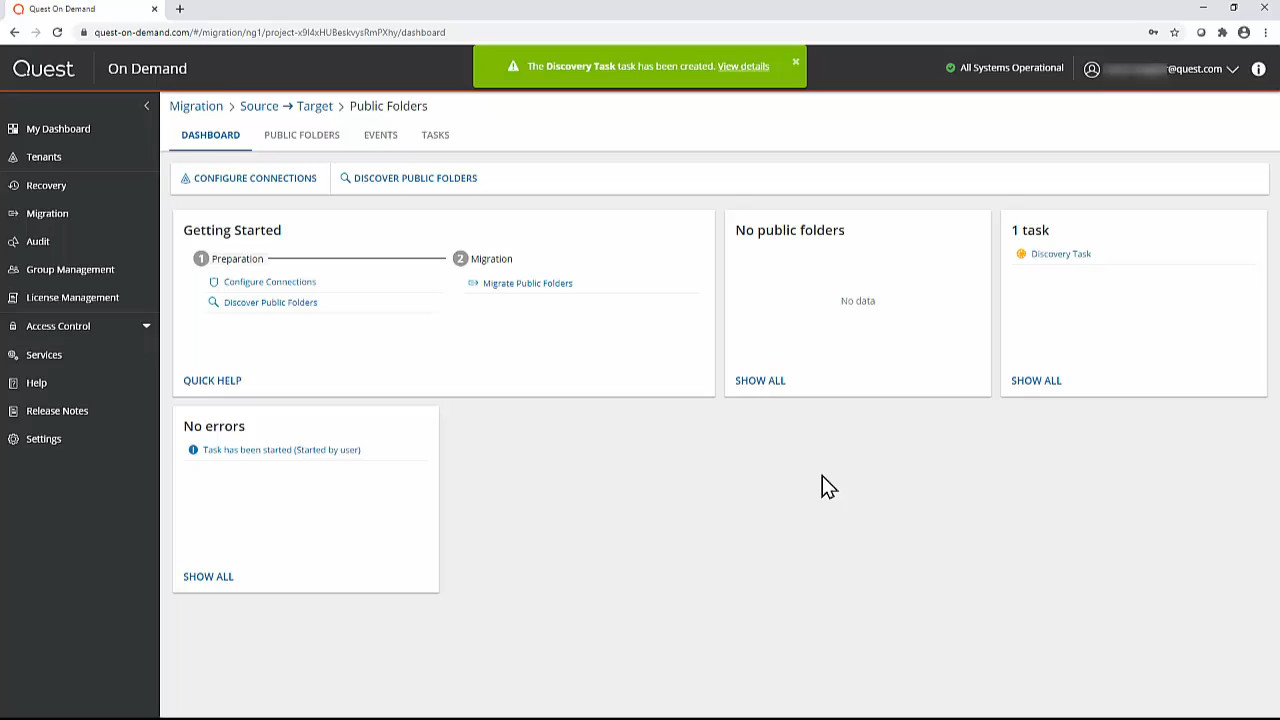 Quest On Demand
quest-on-demand.com/#/migration/ng1/project-x9I4xHUBeskvysRmPXhy/dashboard
Quest
On Demand
The Discovery Task task has been created. View details
All Systems Operational
@quest.com
Migration > Source → Target > Public Folders
DASHBOARD
PUBLIC FOLDERS
EVENTS
TASKS
My Dashboard
Tenants
Recovery
Migration
Audit
Group Management
License Management
Access Control
Services
Help
Release Notes
Settings
CONFIGURE CONNECTIONS
DISCOVER PUBLIC FOLDERS
Getting Started
1 Preparation
Configure Connections
Discover Public Folders
2 Migration
Migrate Public Folders
QUICK HELP
No public folders
No data
SHOW ALL
1 task
Discovery Task
SHOW ALL
No errors
Task has been started (Started by user)
SHOW ALL